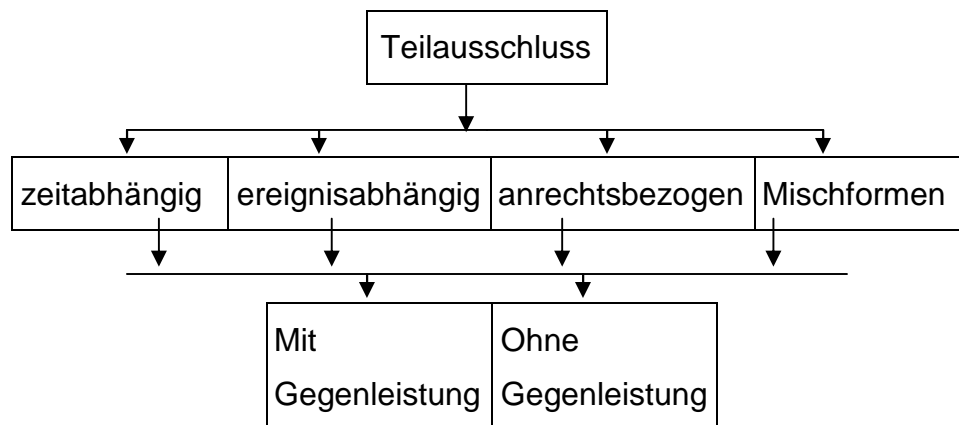 Teilausschluss
zeitabhängig ereignisabhängig anrechtsbezogen Mischformen
Mit
Gegenleistung
Ohne
Gegenleistung